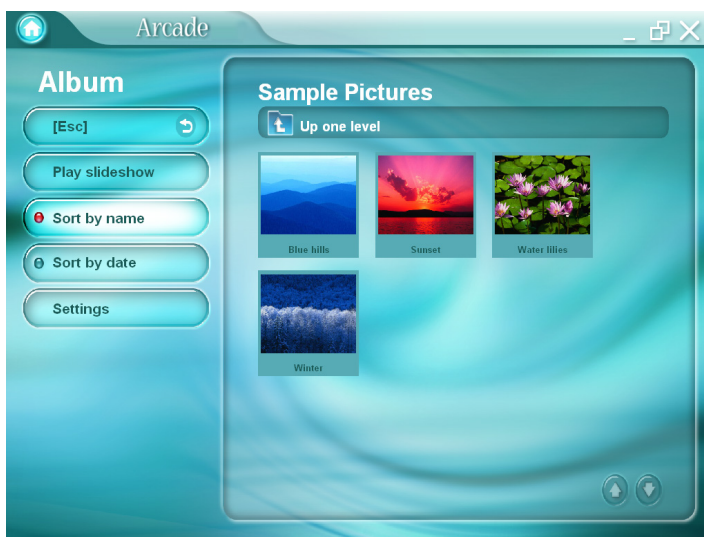 Arcade
Album
[Esc]
Play slideshow
Sort by name
Sort by date
Settings
Sample Pictures
Up one level
Blue hills
Sunset
Water lilies
Winter